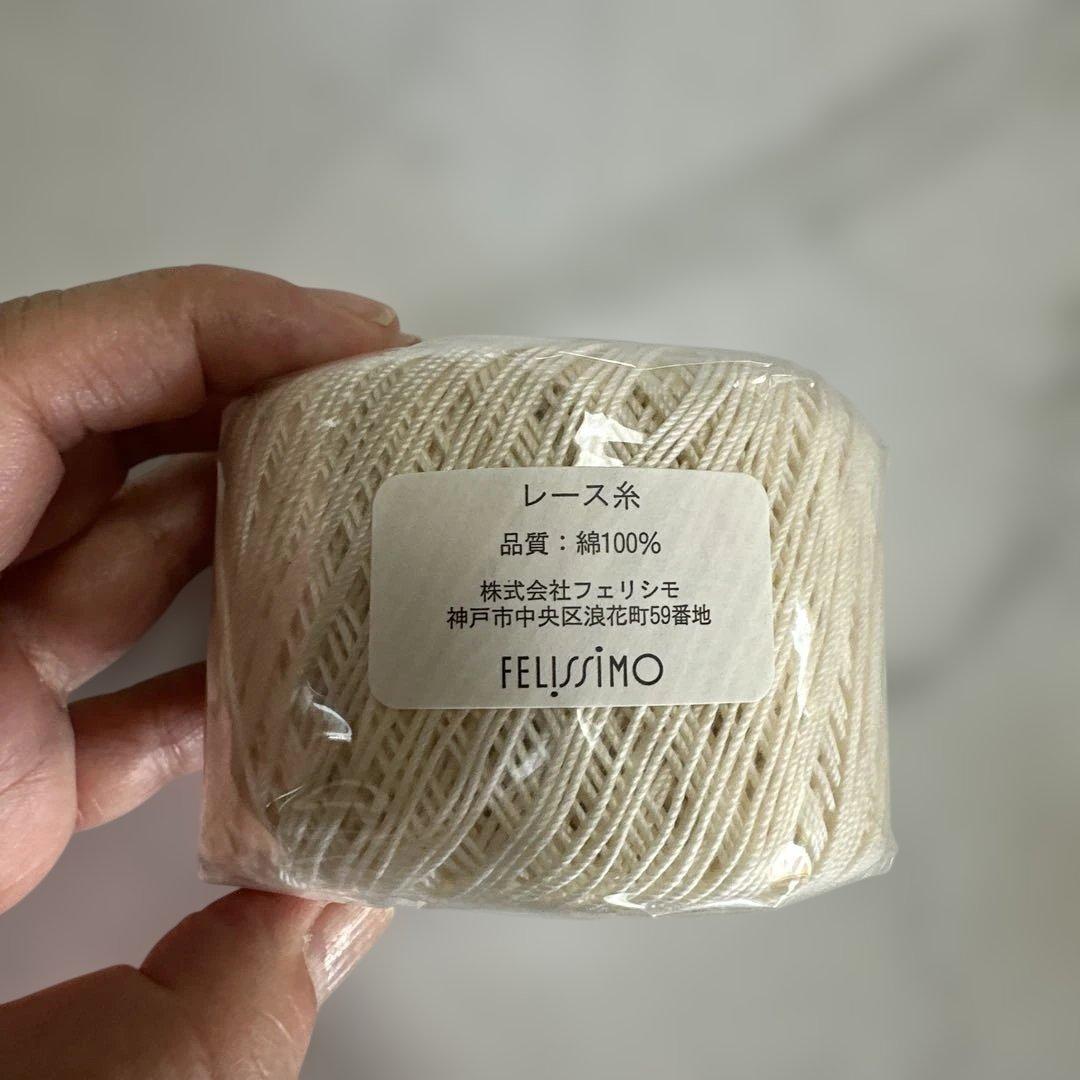 レース糸
品質：綿100%
株式会社フェリシモ
神戸市中央区浪花町59番地
FELISSIMO